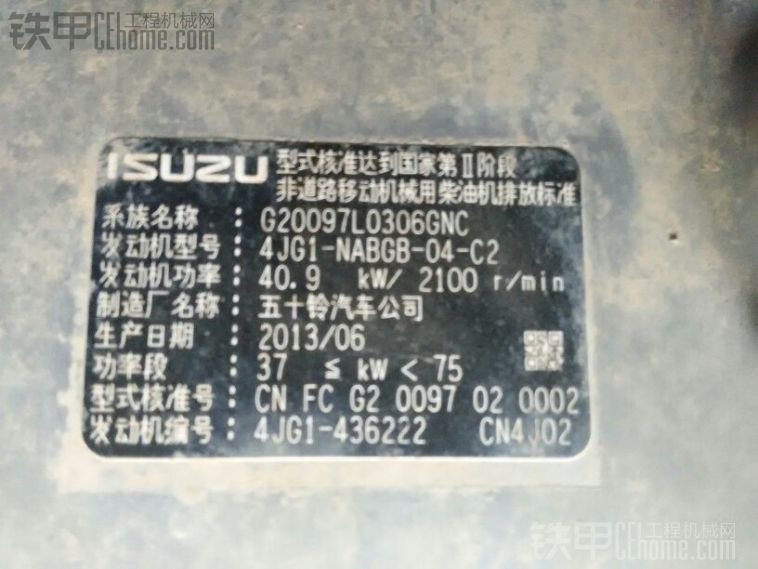 铁甲 工程机械网
CEhome.com
ISUZU 型式核准达到国家第Ⅱ阶段
非道路移动机械用柴油机排放标准
系族名称 : G20097L0306GNC
发动机型号 : 4JG1-NABGB-04-C2
发动机功率 : 40.9 kW/ 2100 r/min
制造厂名称 : 五十铃汽车公司
生产日期 : 2013/06
功率段 : 37 ≤ kW < 75
型式核准号 : CN FC G2 0097 02 0002
发动机编号 : 4JG1-436222 CN4J02
铁甲 工程机械网
CEhome.com